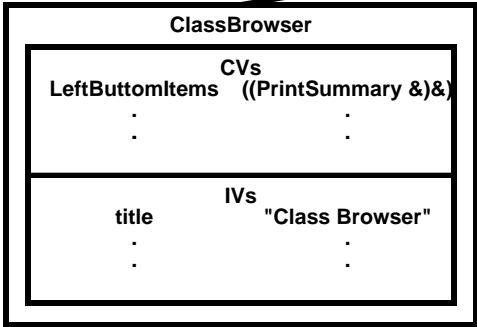 ClassBrowser
CVs
LeftButtomItems ((PrintSummary &)&)
. .
. .
IVs
title "Class Browser"
. .
. .